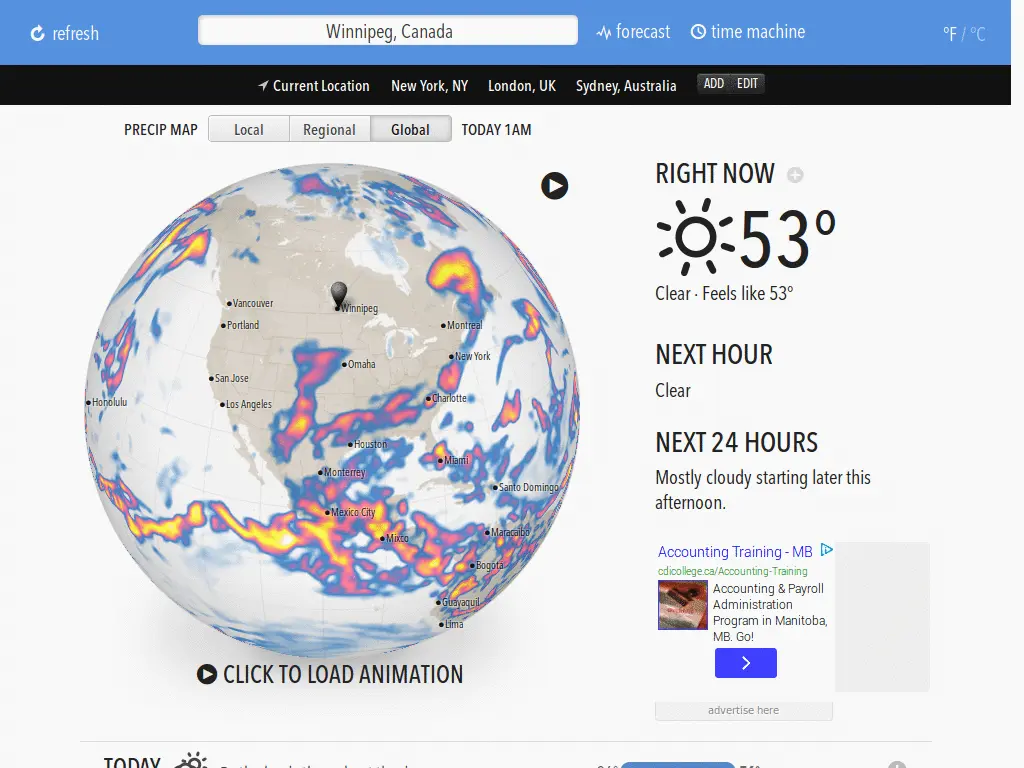 refresh
Winnipeg, Canada
forecast
time machine
°F / °C
Current Location
New York, NY
London, UK
Sydney, Australia
ADD
EDIT
PRECIP MAP
Local
Regional
Global
TODAY 1AM
Vancouver
Winnipeg
Portland
Montreal
New York
Omaha
San Jose
Honolulu
Los Angeles
Charlotte
Houston
Miami
Monterrey
Santo Domingo
Mexico City
Mixco
Maracaibo
Bogota
Guayaquil
Lima
CLICK TO LOAD ANIMATION
RIGHT NOW
53°
Clear · Feels like 53°
NEXT HOUR
Clear
NEXT 24 HOURS
Mostly cloudy starting later this
afternoon.
Accounting Training - MB
cdicollege.ca/Accounting-Training
Accounting & Payroll
Administration
Program in Manitoba,
MB. Go!
advertise here
TODAY